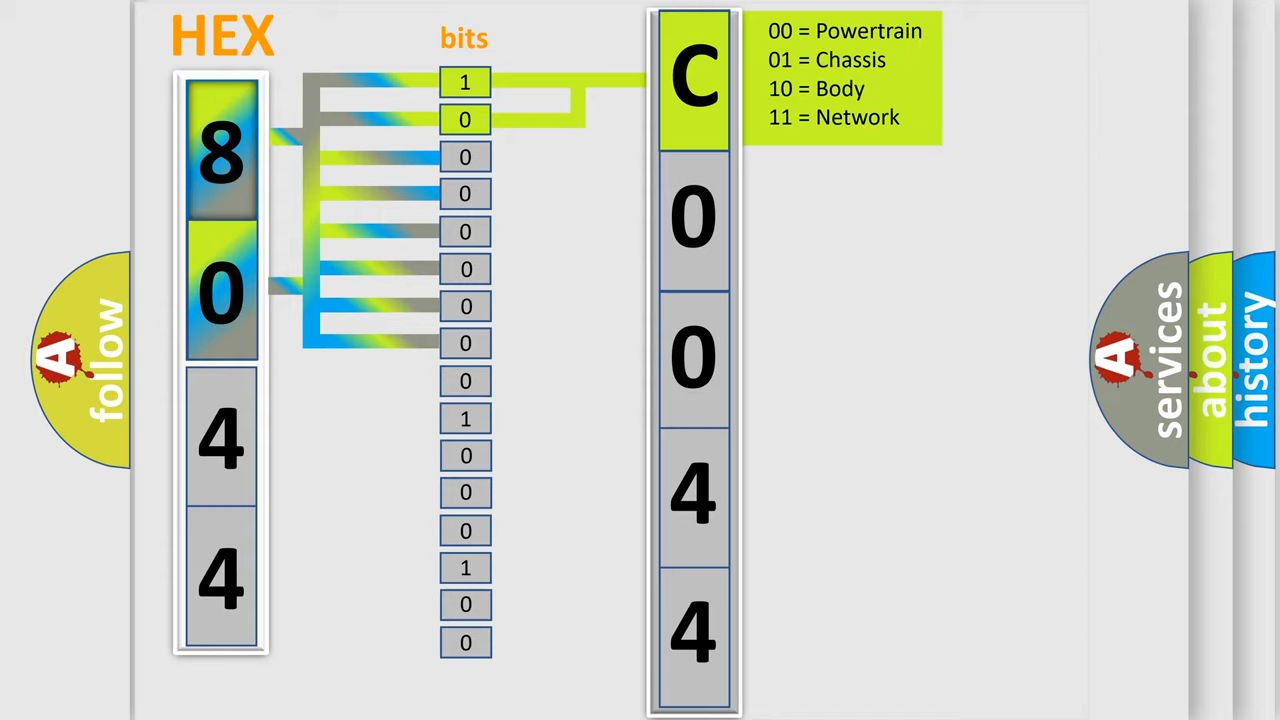 HEX
8
0
4
4
bits
1
0
0
0
0
0
0
0
0
1
0
0
0
1
0
0
C
0
0
4
4
00 = Powertrain
01 = Chassis
10 = Body
11 = Network
A
follow
A
services
about
history